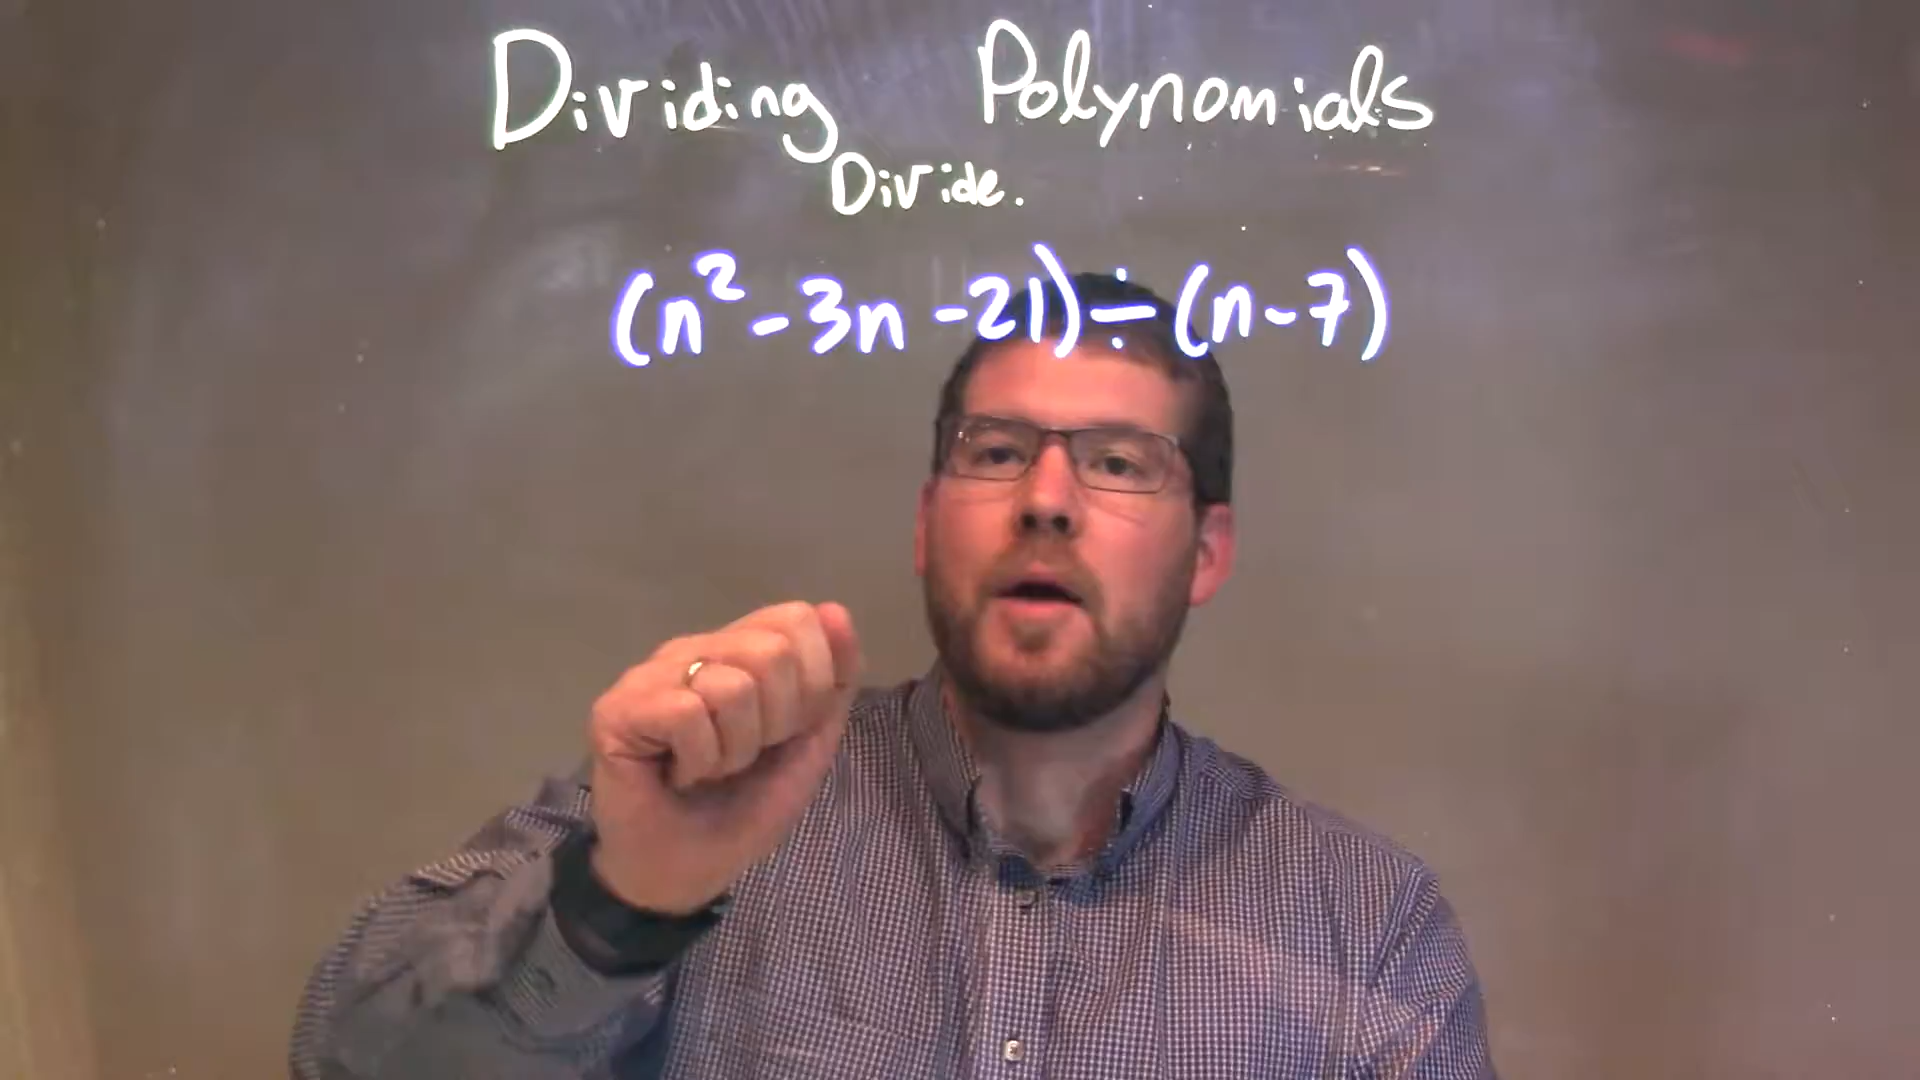 Dividing Polynomials
Divide.
(n² - 3n - 21) ÷ (n - 7)